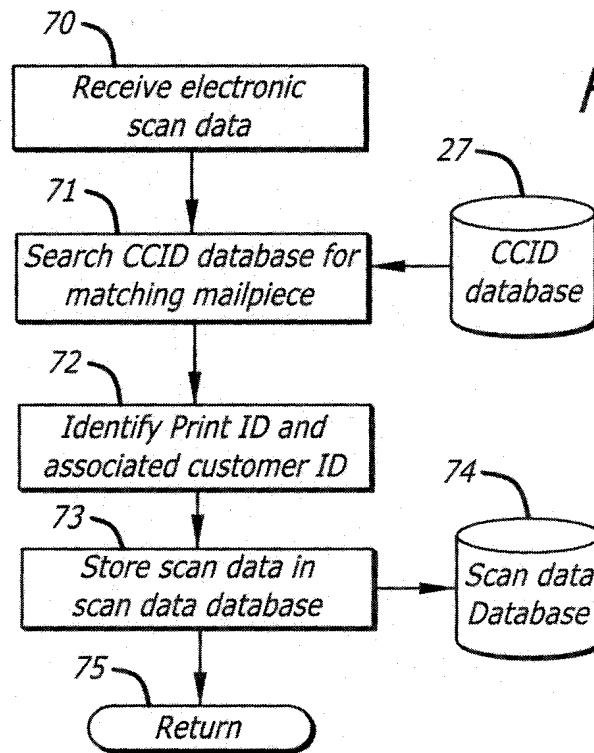 70
Receive electronic
scan data
71
Search CCID database for
matching mailpiece
27
CCID
database
72
Identify Print ID and
associated customer ID
73
Store scan data in
scan data database
74
Scan data
Database
75
Return